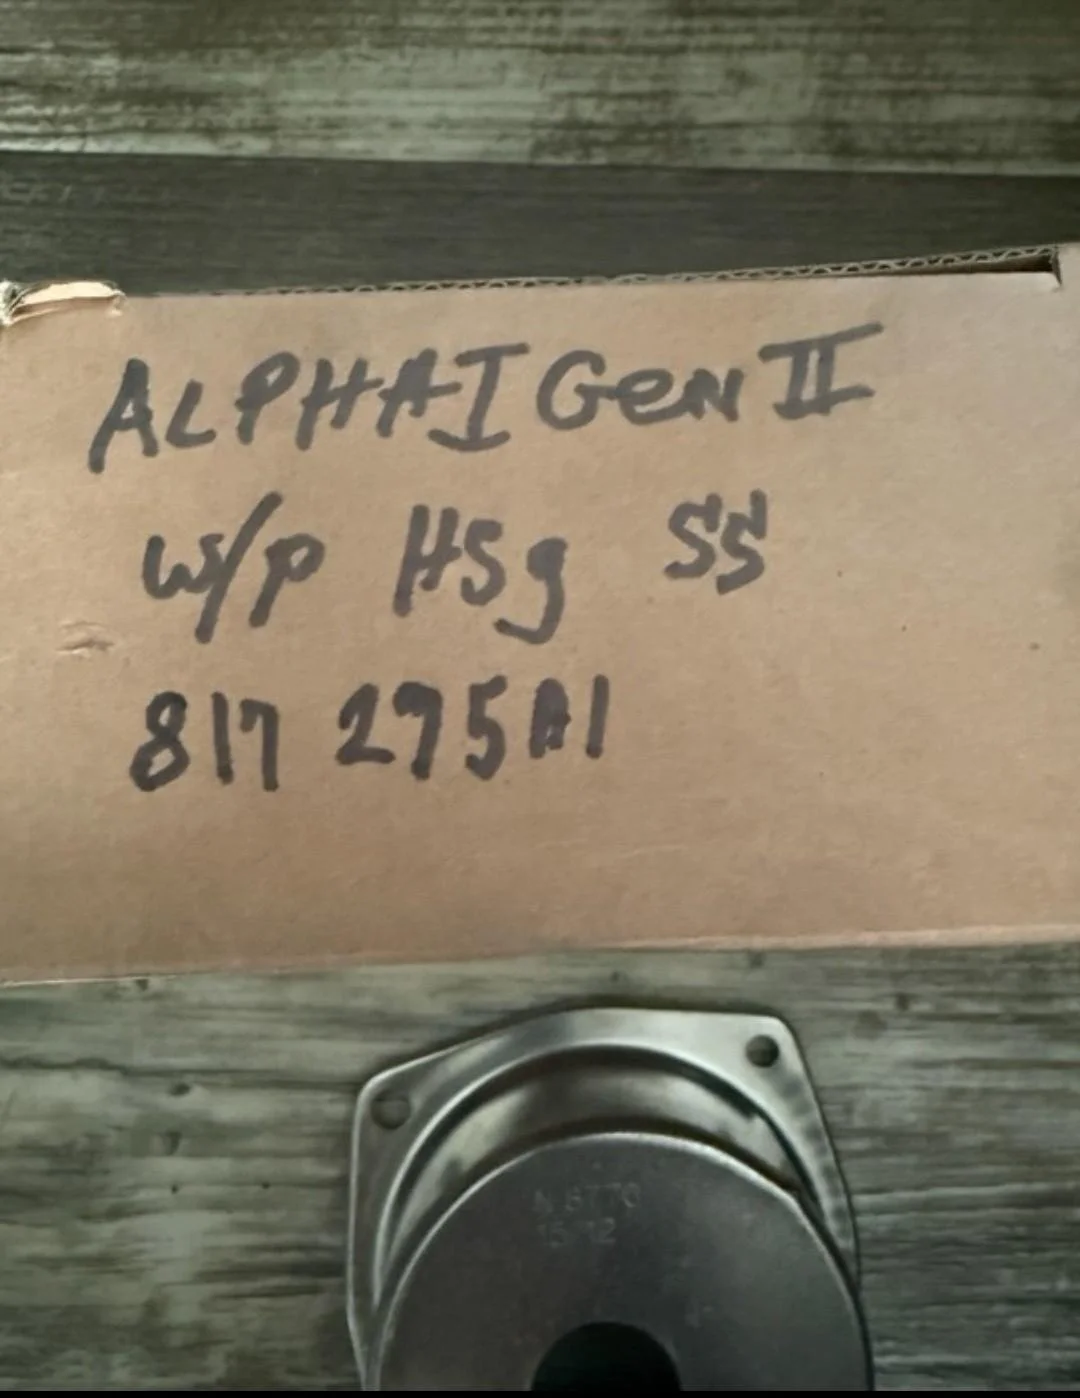 ALPHA I Gen II
w/p HSg SS
817 275A1